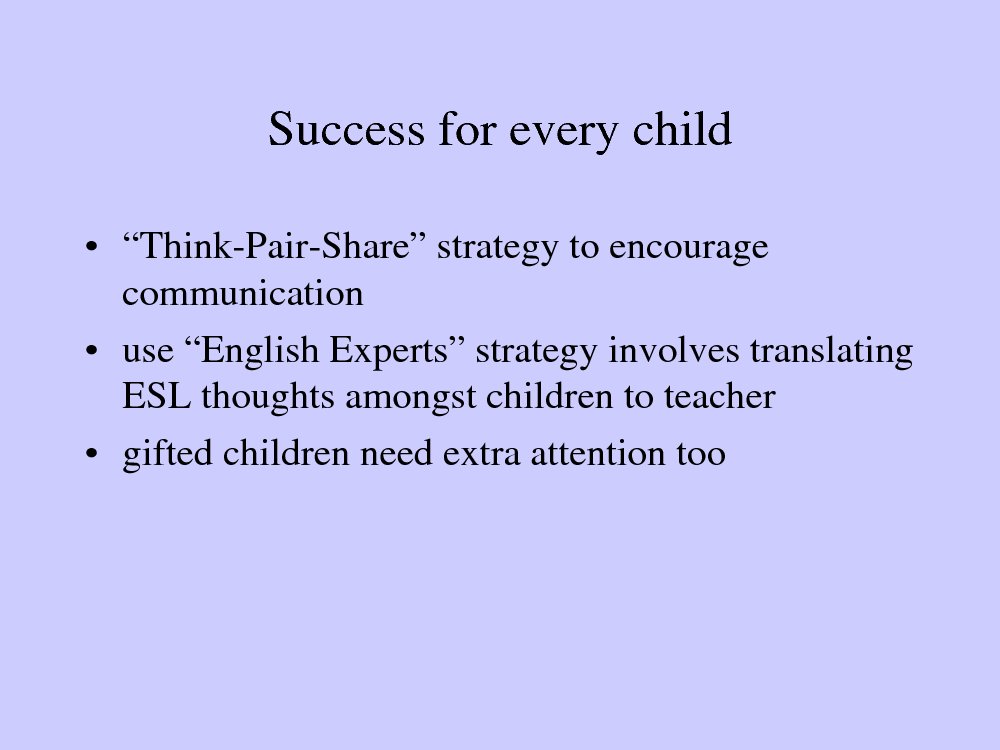 Success for every child
• “Think-Pair-Share” strategy to encourage
communication
• use “English Experts” strategy involves translating
ESL thoughts amongst children to teacher
• gifted children need extra attention too